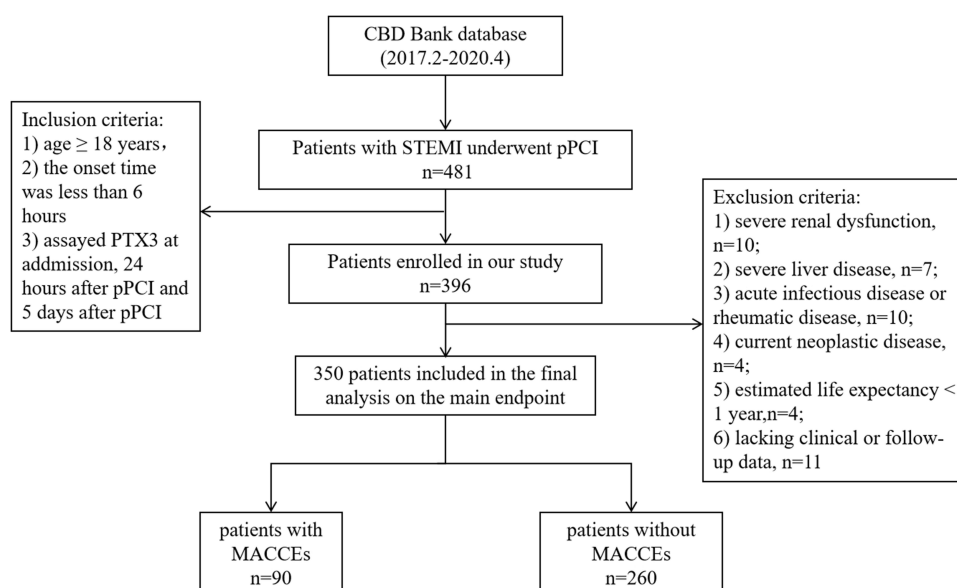 CBD Bank database
(2017.2-2020.4)
Inclusion criteria:
1) age ≥ 18 years，
2) the onset time
was less than 6
hours
3) assayed PTX3 at
addmission, 24
hours after pPCI and
5 days after pPCI
Patients with STEMI underwent pPCI
n=481
Patients enrolled in our study
n=396
Exclusion criteria:
1) severe renal dysfunction,
n=10;
2) severe liver disease, n=7;
3) acute infectious disease or
rheumatic disease, n=10;
4) current neoplastic disease,
n=4;
5) estimated life expectancy <
1 year,n=4;
6) lacking clinical or follow-
up data, n=11
350 patients included in the final
analysis on the main endpoint
patients with
MACCEs
n=90
patients without
MACCEs
n=260